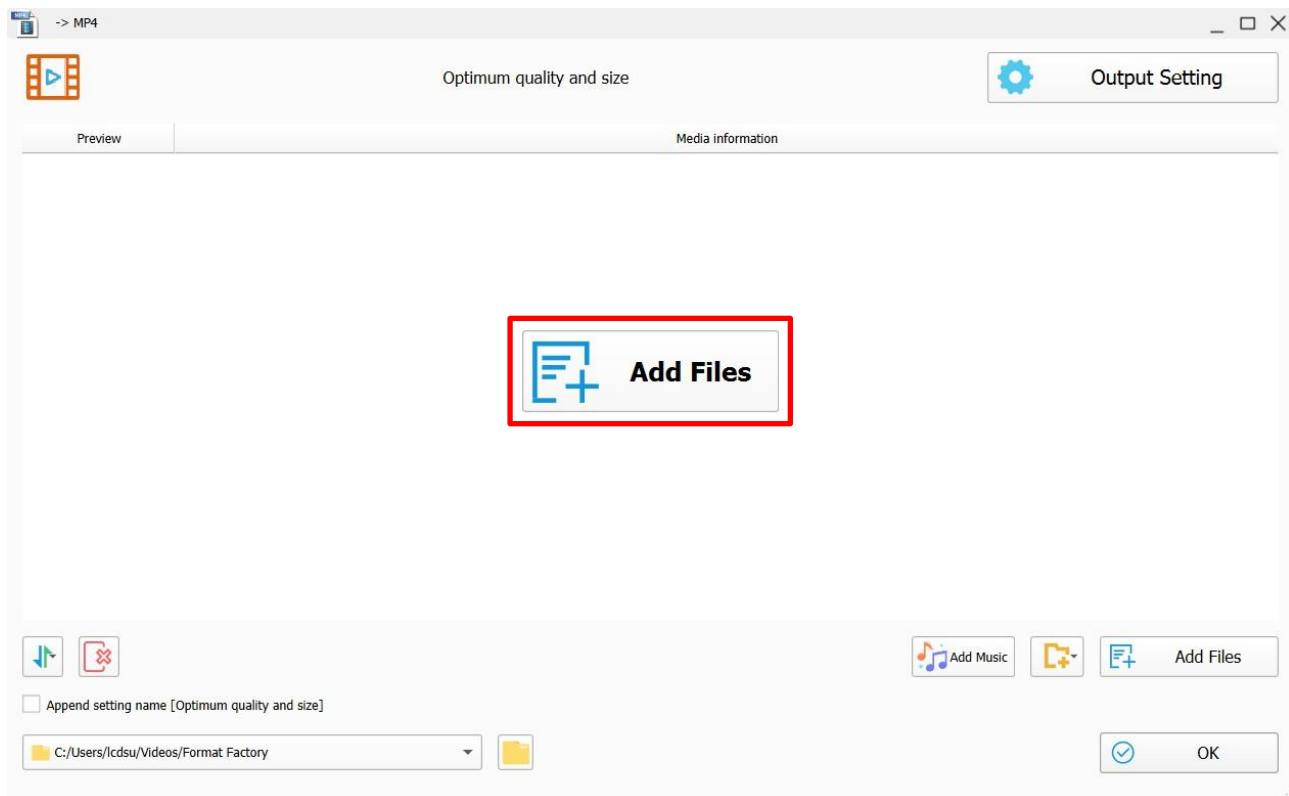 -> MP4
Optimum quality and size
Output Setting
Preview
Media information
Add Files
Add Music
Add Files
Append setting name [Optimum quality and size]
C:/Users/lcdsu/Videos/Format Factory
OK